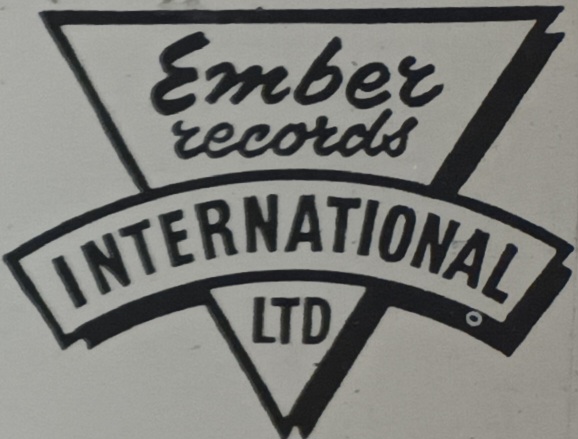 Ember
records
INTERNATIONAL
LTD